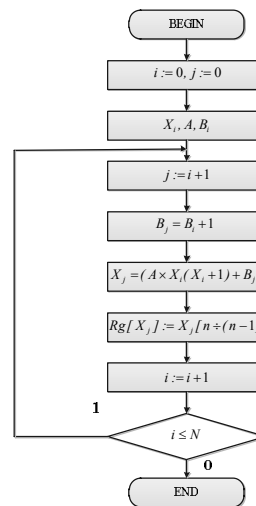 BEGIN
i := 0, j := 0
X_i, A, B_i
j := i + 1
B_j = B_i + 1
X_j = (A × X_i(X_i + 1) + B_j
Rg[X_j] := X_j[n ÷ (n − 1
i := i + 1
1
i ≤ N
0
END